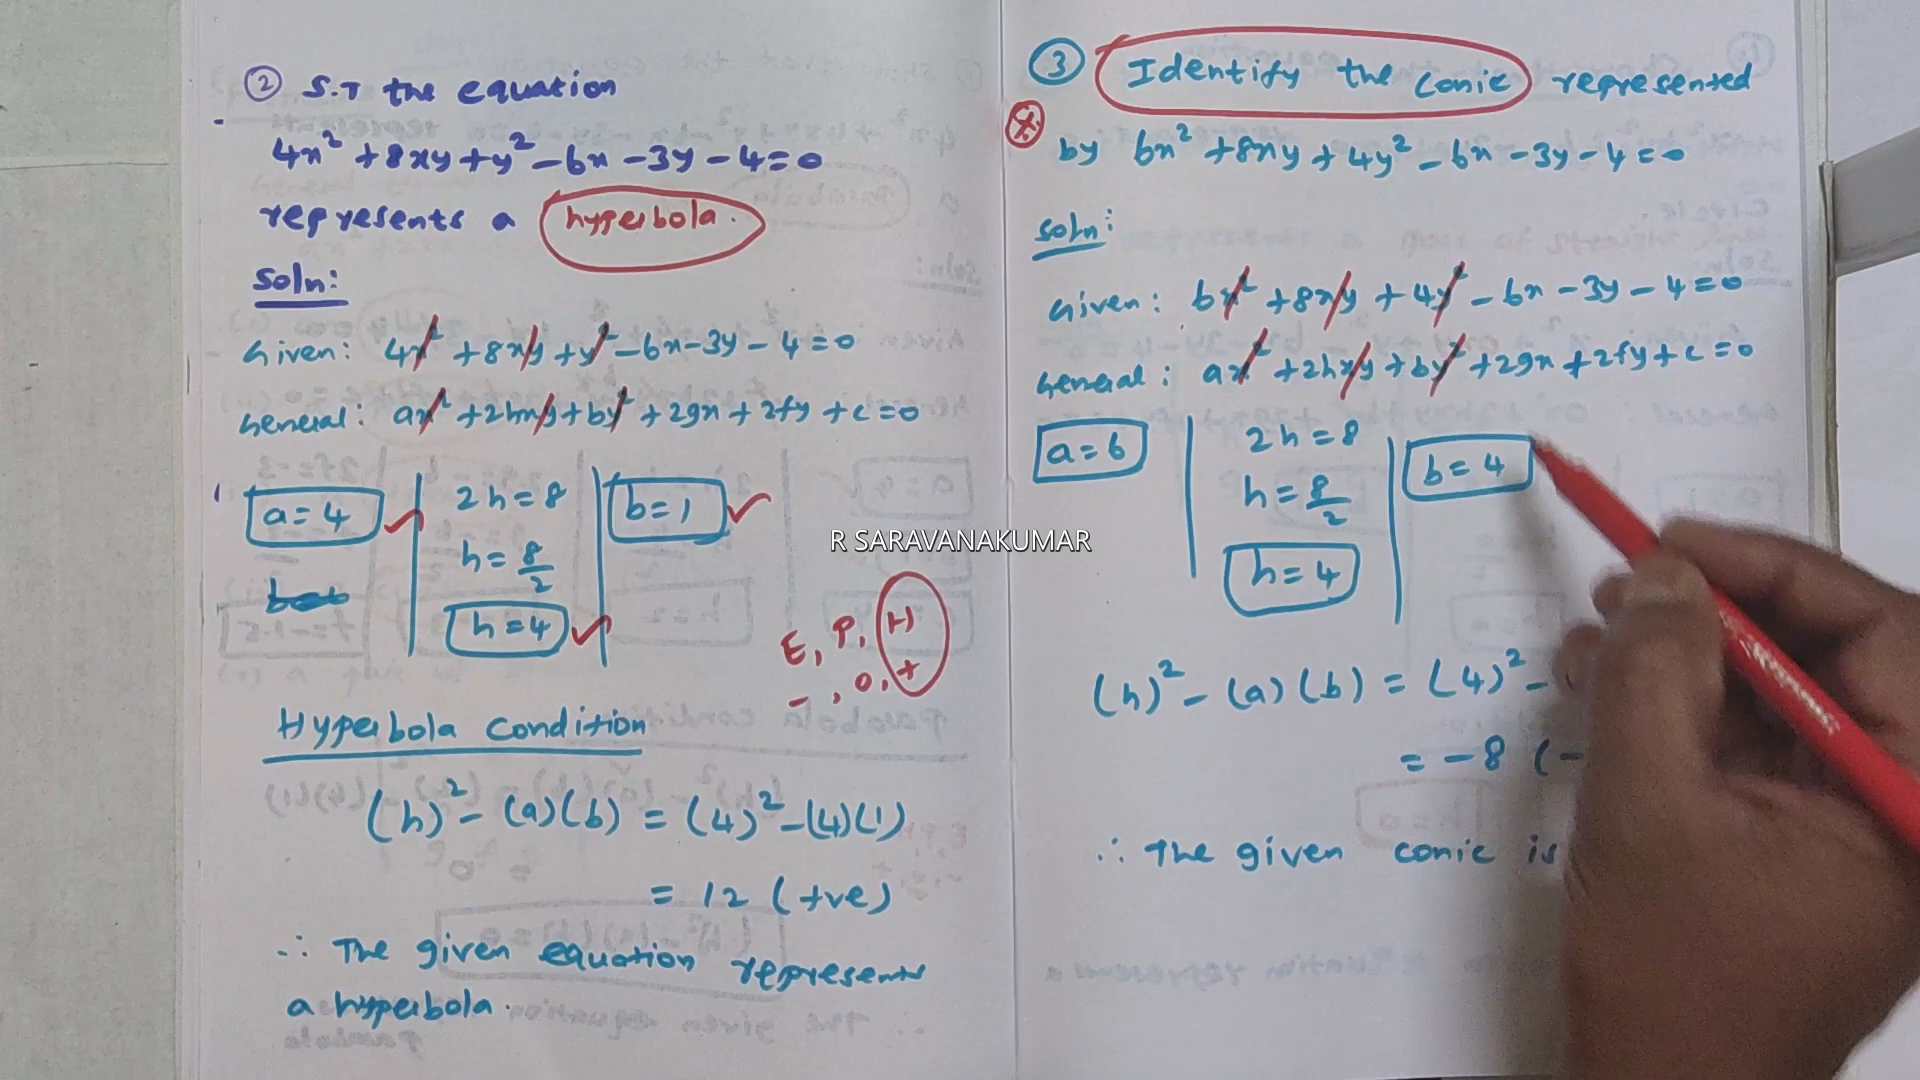 ② S.T the equation
4x² + 8xy + y² - 6x - 3y - 4 = 0
represents a hyperbola.
Soln:
Given: 4x² + 8xy + y² - 6x - 3y - 4 = 0
General: ax² + 2hxy + by² + 2gx + 2fy + c = 0
a = 4
2h = 8
h = 8/2
h = 4
b = 1
E, P, H
-, 0, +
Hyperbola Condition
(h)² - (a)(b) = (4)² - (4)(1)
= 12 (+ve)
∴ The given equation represents
a hyperbola.
R SARAVANAKUMAR
③ Identify the conic represented
by 6x² + 8xy + 4y² - 6x - 3y - 4 = 0
Soln:
Given: 6x² + 8xy + 4y² - 6x - 3y - 4 = 0
General: ax² + 2hxy + by² + 2gx + 2fy + c = 0
a = 6
2h = 8
h = 8/2
h = 4
b = 4
(h)² - (a)(b) = (4)² -
= -8 (-
∴ The given conic is